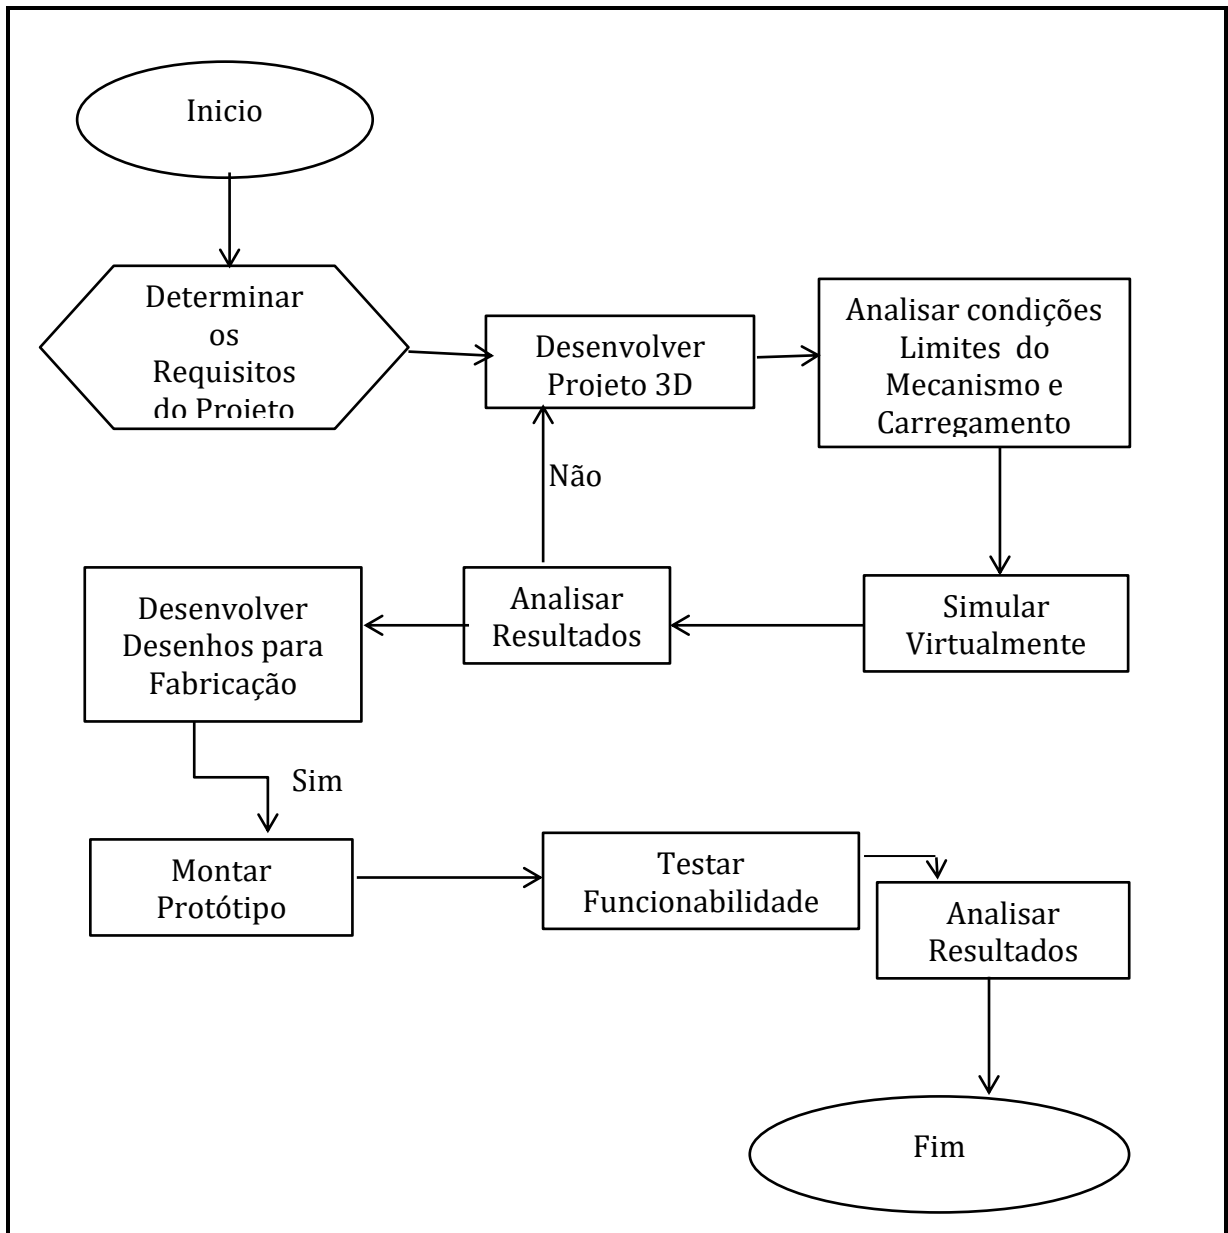 Inicio
Determinar
os
Requisitos
do Projeto
Desenvolver
Projeto 3D
Analisar condições
Limites do
Mecanismo e
Carregamento
Não
Desenvolver
Desenhos para
Fabricação
Analisar
Resultados
Simular
Virtualmente
Sim
Montar
Protótipo
Testar
Funcionabilidade
Analisar
Resultados
Fim